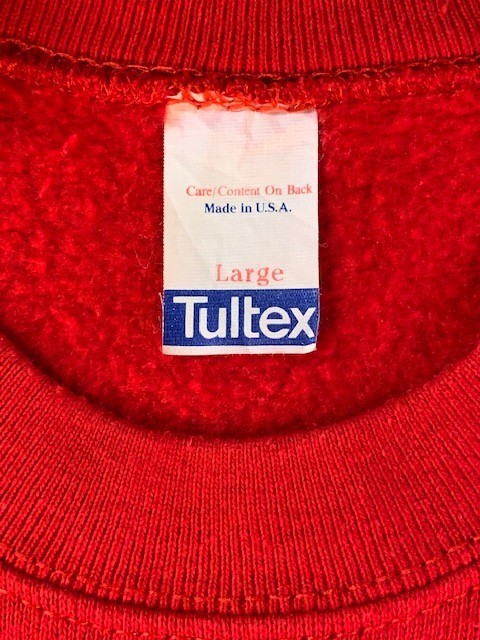 Care/Content On Back
Made in U.S.A.
Large
Tultex